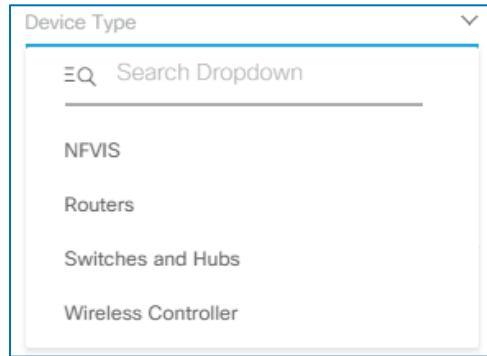 Device Type
Search Dropdown
NFVIS
Routers
Switches and Hubs
Wireless Controller